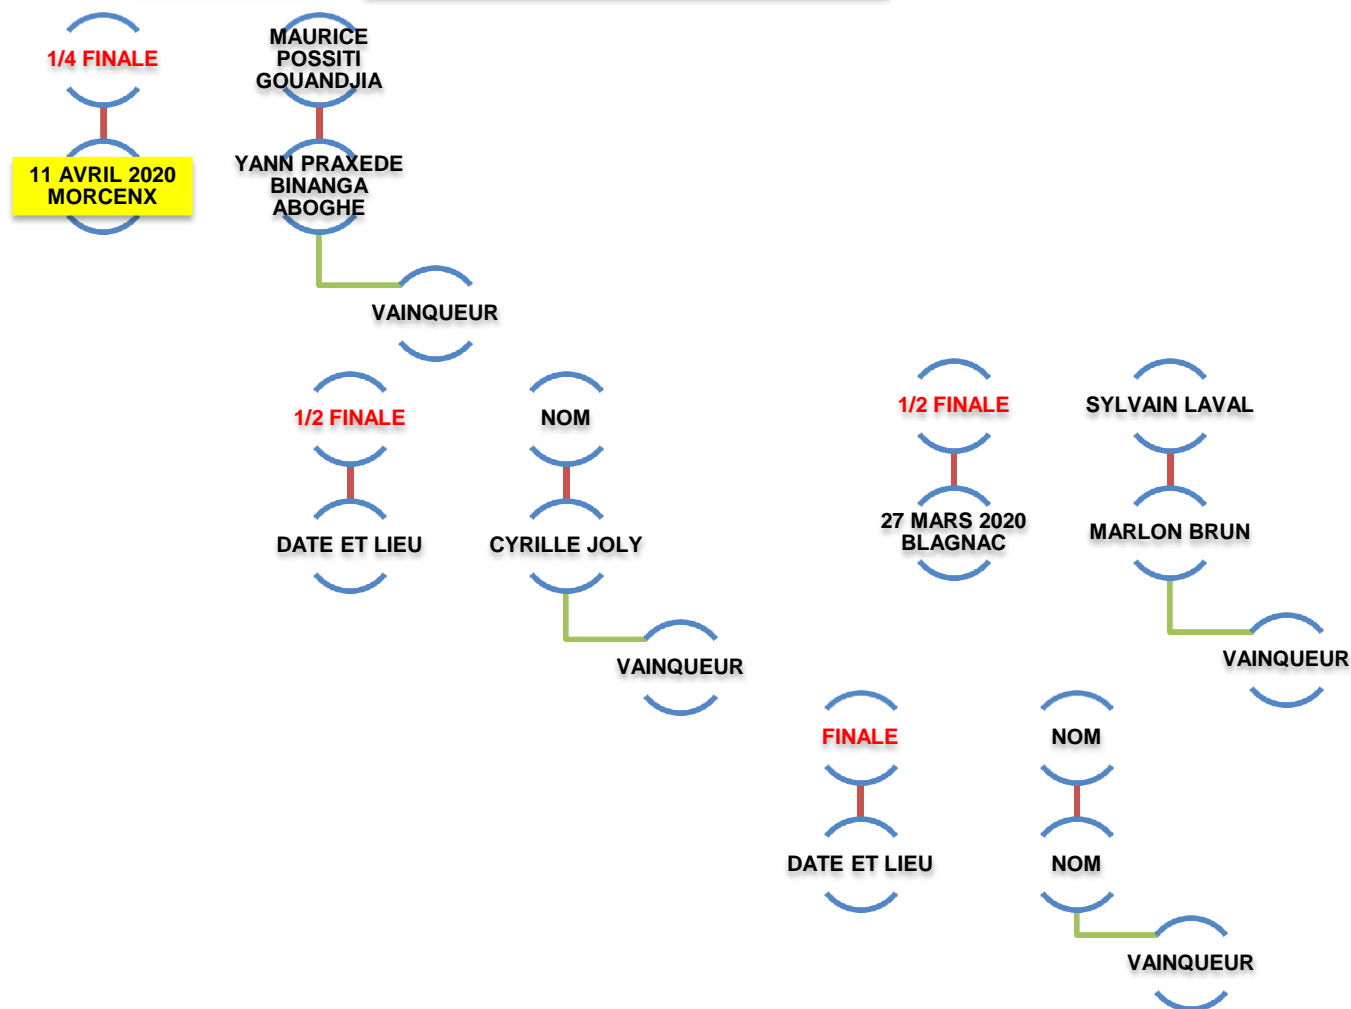 1/4 FINALE
MAURICE
POSSITI
GOUANDJIA
11 AVRIL 2020
MORCENX
YANN PRAXEDE
BINANGA
ABOGHE
VAINQUEUR
1/2 FINALE
NOM
DATE ET LIEU
CYRILLE JOLY
VAINQUEUR
1/2 FINALE
SYLVAIN LAVAL
27 MARS 2020
BLAGNAC
MARLON BRUN
VAINQUEUR
FINALE
NOM
DATE ET LIEU
NOM
VAINQUEUR